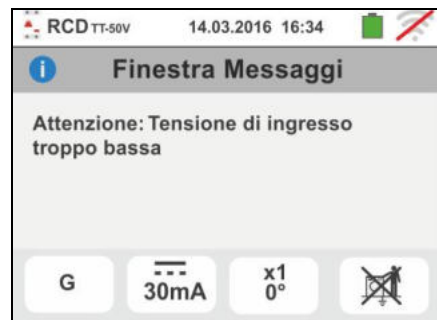 RCD TT-50V 14.03.2016 16:34
Finestra Messaggi
Attenzione: Tensione di ingresso
troppo bassa
G 30mA x1
0°